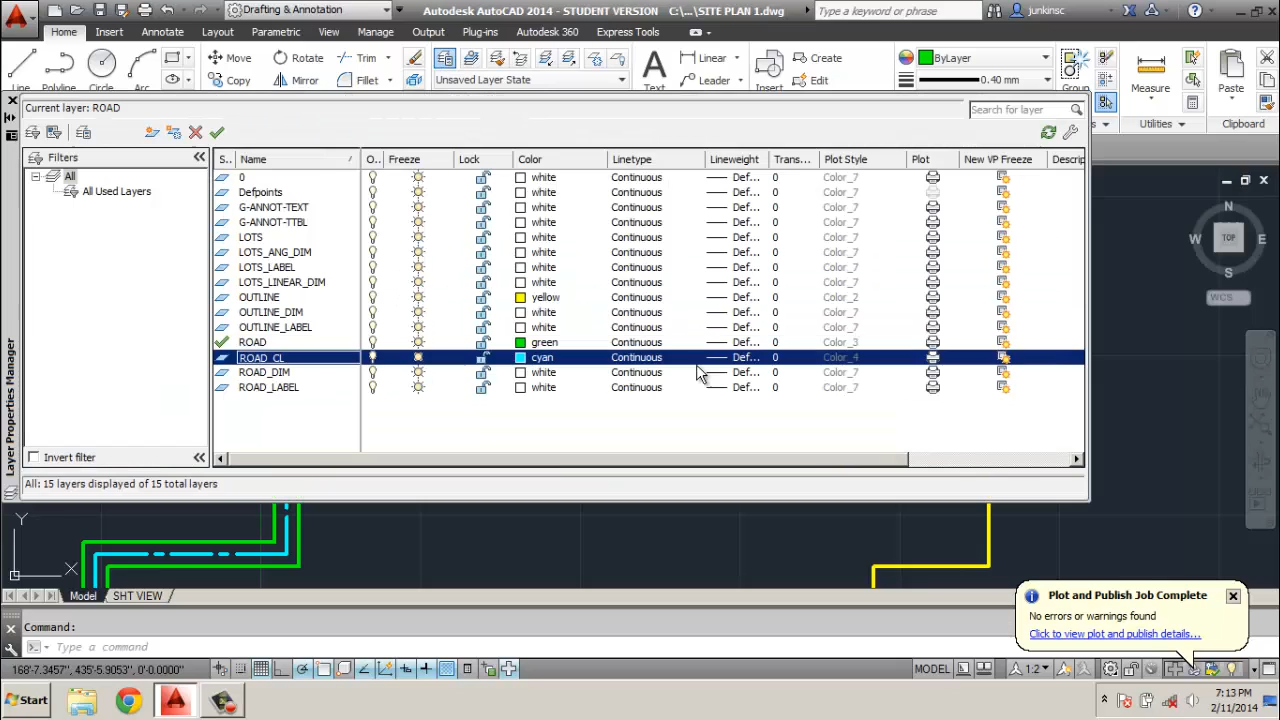 Drafting & Annotation
Autodesk AutoCAD 2014 - STUDENT VERSION C:\...\SITE PLAN 1.dwg
Type a keyword or phrase
junkinsc
Home Insert Annotate Layout Parametric View Manage Output Plug-ins Autodesk 360 Express Tools
Move Rotate Trim
Copy Mirror Fillet
Line Polyline Circle Arc
Unsaved Layer State
Text
Linear
Leader
Insert
Create
Edit
ByLayer
0.40 mm
Group
Measure
Paste
Utilities
Clipboard
Current layer: ROAD
Search for layer
Filters
All
All Used Layers
Invert filter
Layer Properties Manager
S.. Name O.. Freeze Lock Color Linetype Lineweight Trans... Plot Style Plot New VP Freeze Descrip
0 white Continuous Def... 0 Color_7
Defpoints white Continuous Def... 0 Color_7
G-ANNOT-TEXT white Continuous Def... 0 Color_7
G-ANNOT-TTBL white Continuous Def... 0 Color_7
LOTS white Continuous Def... 0 Color_7
LOTS_ANG_DIM white Continuous Def... 0 Color_7
LOTS_LABEL white Continuous Def... 0 Color_7
LOTS_LINEAR_DIM white Continuous Def... 0 Color_7
OUTLINE yellow Continuous Def... 0 Color_2
OUTLINE_DIM white Continuous Def... 0 Color_7
OUTLINE_LABEL white Continuous Def... 0 Color_7
ROAD green Continuous Def... 0 Color_3
ROAD_CL cyan Continuous Def... 0 Color_4
ROAD_DIM white Continuous Def... 0 Color_7
ROAD_LABEL white Continuous Def... 0 Color_7
All: 15 layers displayed of 15 total layers
N
W TOP E
S
WCS
Y
X
Model SHT VIEW
Command:
Type a command
Plot and Publish Job Complete
No errors or warnings found
Click to view plot and publish details...
168'-7.3457", 435'-5.9053", 0'-0.0000"
MODEL
1:2
Start
7:13 PM
2/11/2014